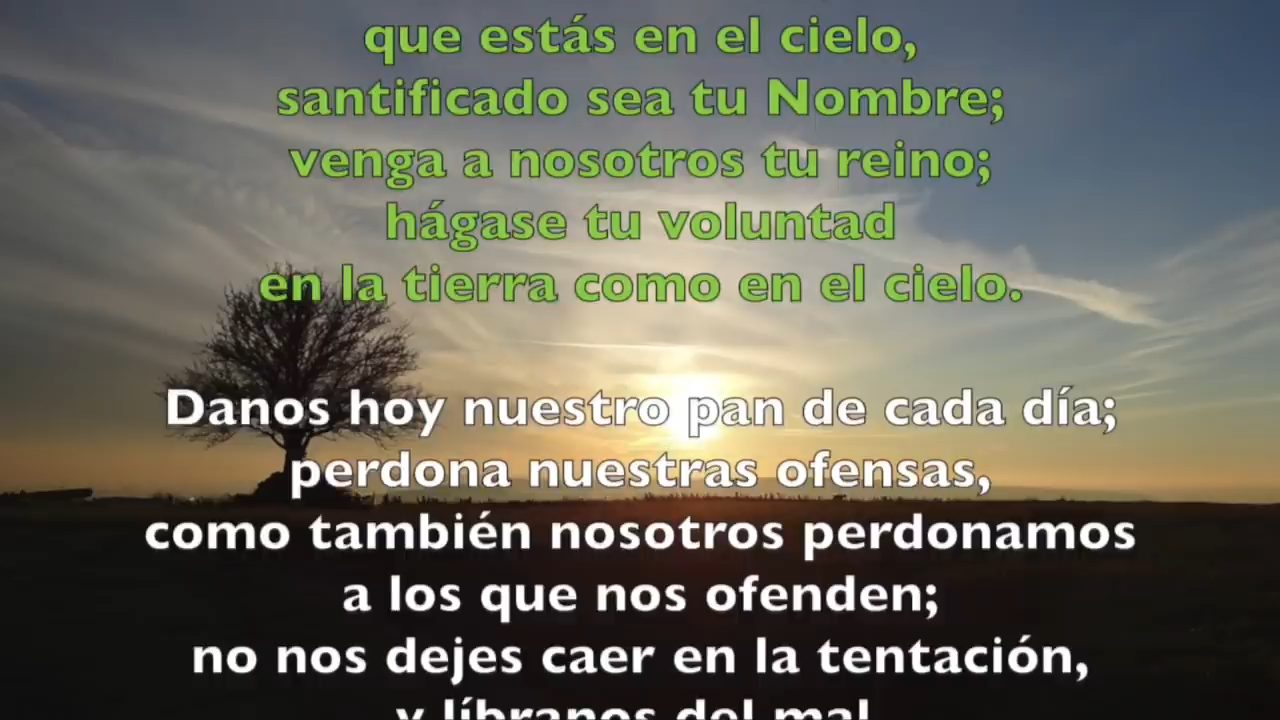 que estás en el cielo,
santificado sea tu Nombre;
venga a nosotros tu reino;
hágase tu voluntad
en la tierra como en el cielo.
Danos hoy nuestro pan de cada día;
perdona nuestras ofensas,
como también nosotros perdonamos
a los que nos ofenden;
no nos dejes caer en la tentación,
y líbranos del mal